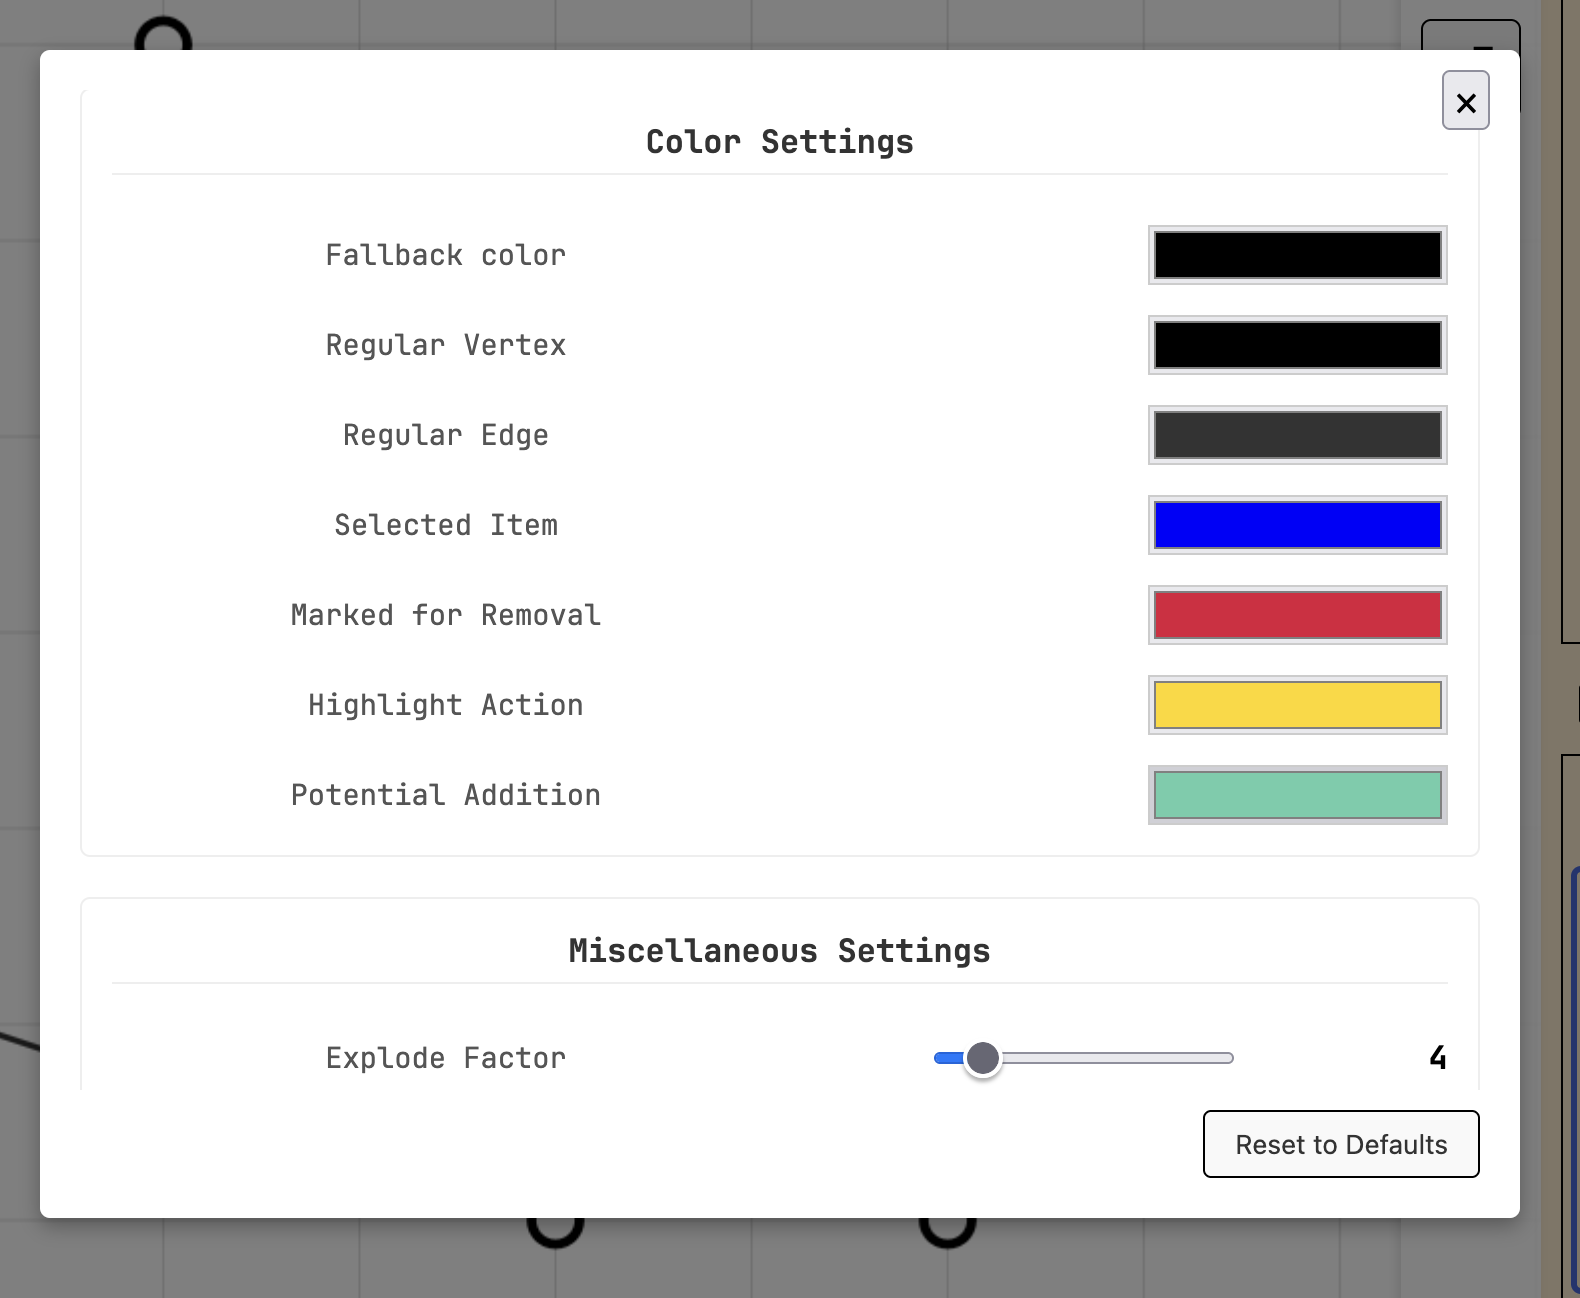 ×
Color Settings
Fallback color
Regular Vertex
Regular Edge
Selected Item
Marked for Removal
Highlight Action
Potential Addition
Miscellaneous Settings
Explode Factor 4
Reset to Defaults